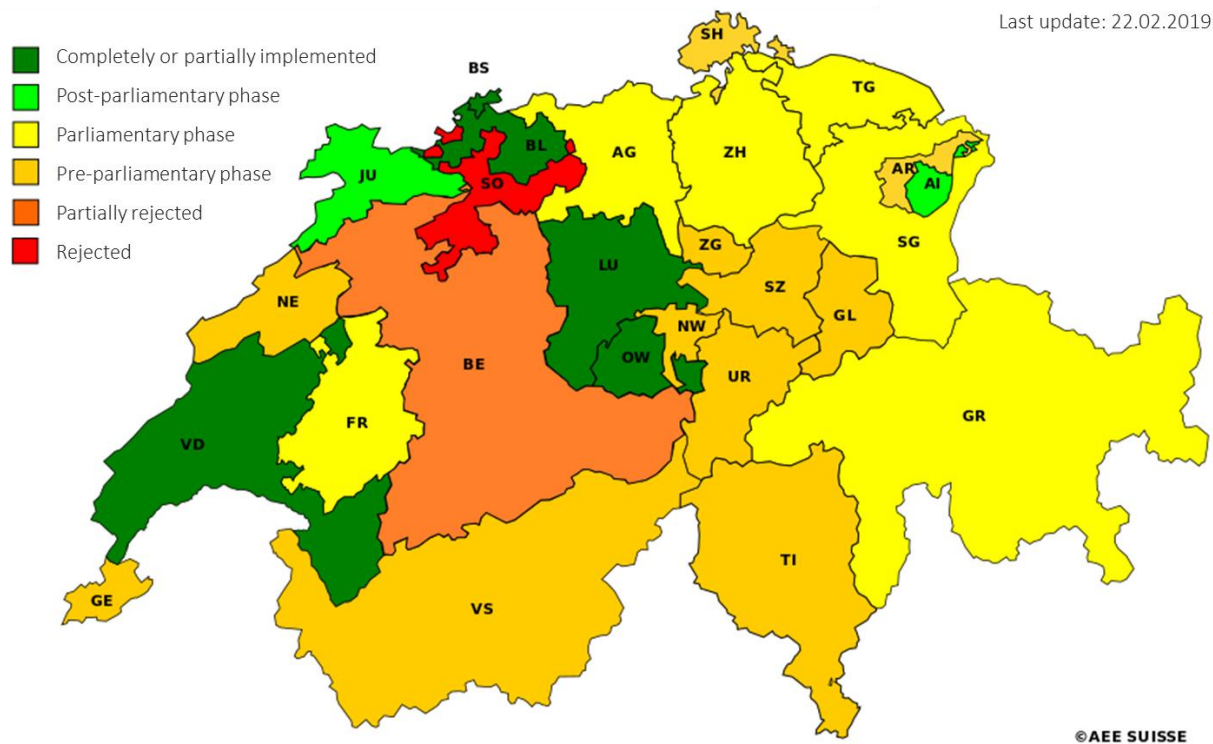 Last update: 22.02.2019
Completely or partially implemented
Post-parliamentary phase
Parliamentary phase
Pre-parliamentary phase
Partially rejected
Rejected
SH
BS
TG
BL
AG
ZH
JU
SO
AR
AI
ZG
SG
LU
SZ
NE
GL
NW
OW
BE
UR
GR
FR
VD
TI
GE
VS
©AEE SUISSE